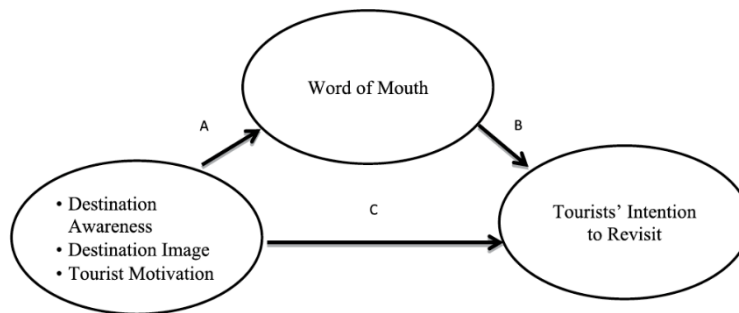 Word of Mouth
A
B
• Destination
Awareness
• Destination Image
• Tourist Motivation
C
Tourists’ Intention
to Revisit